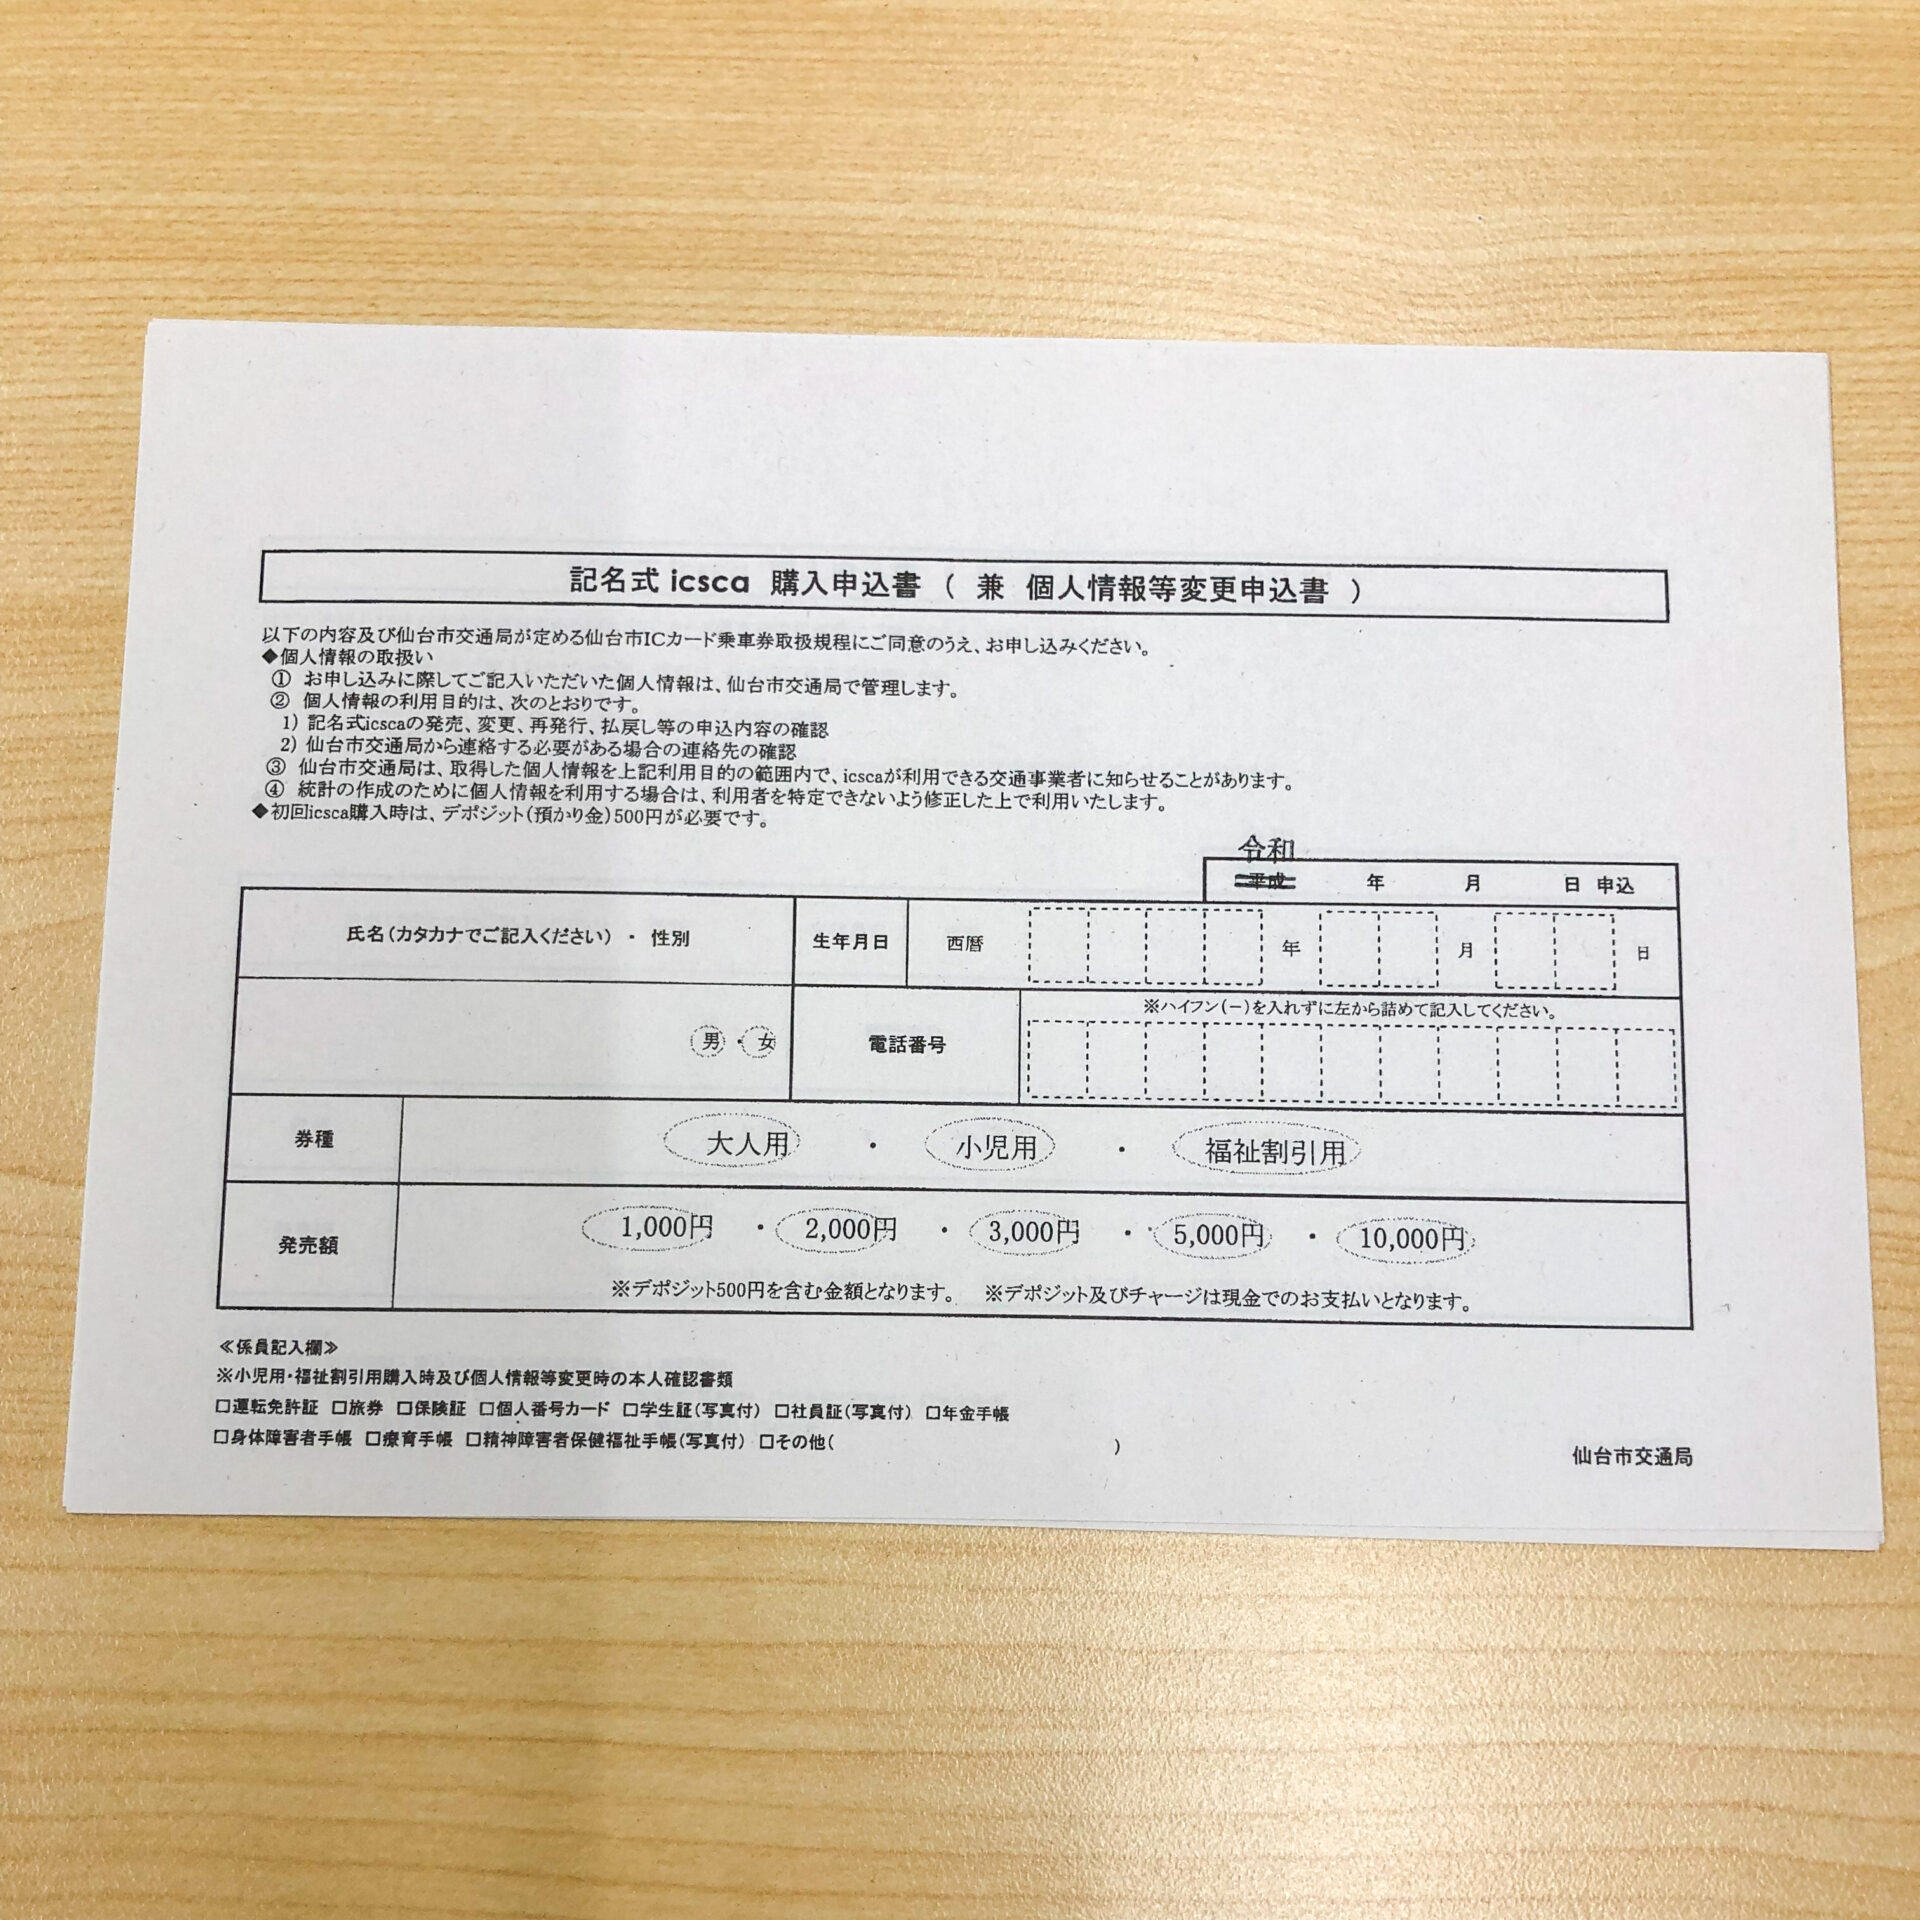 記名式 icsca 購入申込書 （ 兼 個人情報等変更申込書 ）
以下の内容及び仙台市交通局が定める仙台市ICカード乗車券取扱規程にご同意のうえ、お申し込みください。
◆個人情報の取扱い
① お申し込みに際してご記入いただいた個人情報は、仙台市交通局で管理します。
② 個人情報の利用目的は、次のとおりです。
1) 記名式icscaの発売、変更、再発行、払戻し等の申込内容の確認
2) 仙台市交通局から連絡する必要がある場合の連絡先の確認
③ 仙台市交通局は、取得した個人情報を上記利用目的の範囲内で、icscaが利用できる交通事業者に知らせることがあります。
④ 統計の作成のために個人情報を利用する場合は、利用者を特定できないよう修正した上で利用いたします。
◆初回icsca購入時は、デポジット(預かり金)500円が必要です。
令和
平成 年 月 日 申込
氏名(カタカナでご記入ください) ・ 性別
生年月日 西暦 年 月 日
男 ・ 女
電話番号
※ハイフン(－)を入れずに左から詰めて記入してください。
券種 大人用 ・ 小児用 ・ 福祉割引用
発売額 1,000円 ・ 2,000円 ・ 3,000円 ・ 5,000円 ・ 10,000円
※デポジット500円を含む金額となります。 ※デポジット及びチャージは現金でのお支払いとなります。
≪係員記入欄≫
※小児用・福祉割引用購入時及び個人情報等変更時の本人確認書類
□運転免許証 □旅券 □保険証 □個人番号カード □学生証(写真付) □社員証(写真付) □年金手帳
□身体障害者手帳 □療育手帳 □精神障害者保健福祉手帳(写真付) □その他( )
仙台市交通局